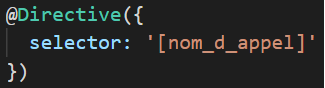 @Directive({
  selector: '[nom_d_appel]'
})